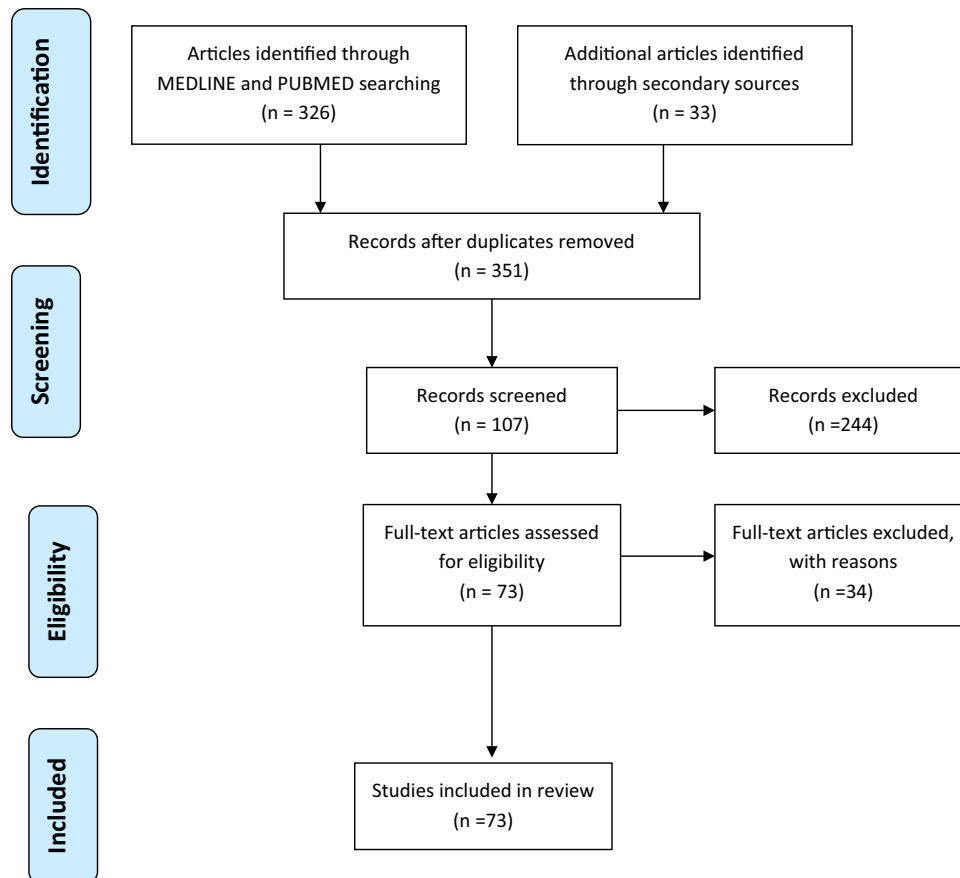 Identification
Articles identified through
MEDLINE and PUBMED searching
(n = 326)
Additional articles identified
through secondary sources
(n = 33)
Records after duplicates removed
(n = 351)
Screening
Records screened
(n = 107)
Records excluded
(n =244)
Eligibility
Full-text articles assessed
for eligibility
(n = 73)
Full-text articles excluded,
with reasons
(n =34)
Included
Studies included in review
(n =73)